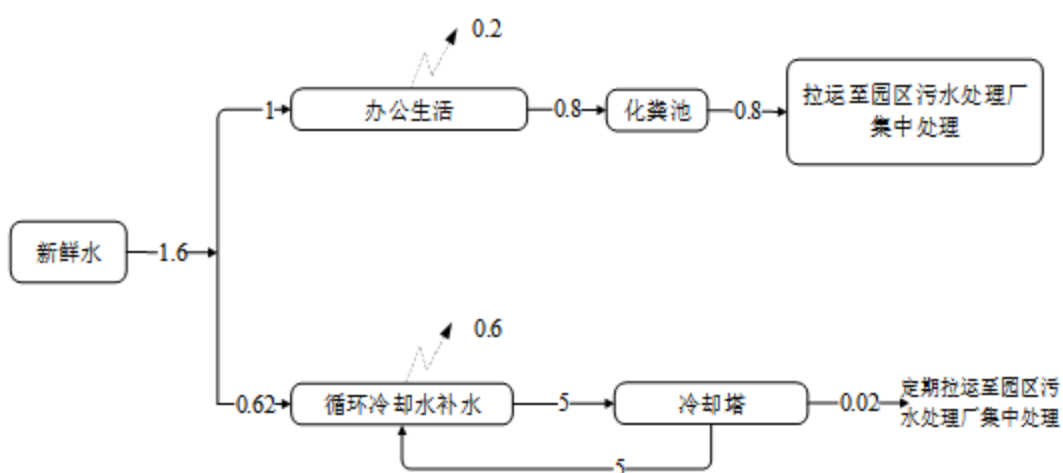 0.2
1
办公生活
0.8
化粪池
0.8
拉运至园区污水处理厂
集中处理
新鲜水
1.6
0.6
0.62
循环冷却水补水
5
冷却塔
0.02
定期拉运至园区污
水处理厂集中处理
5